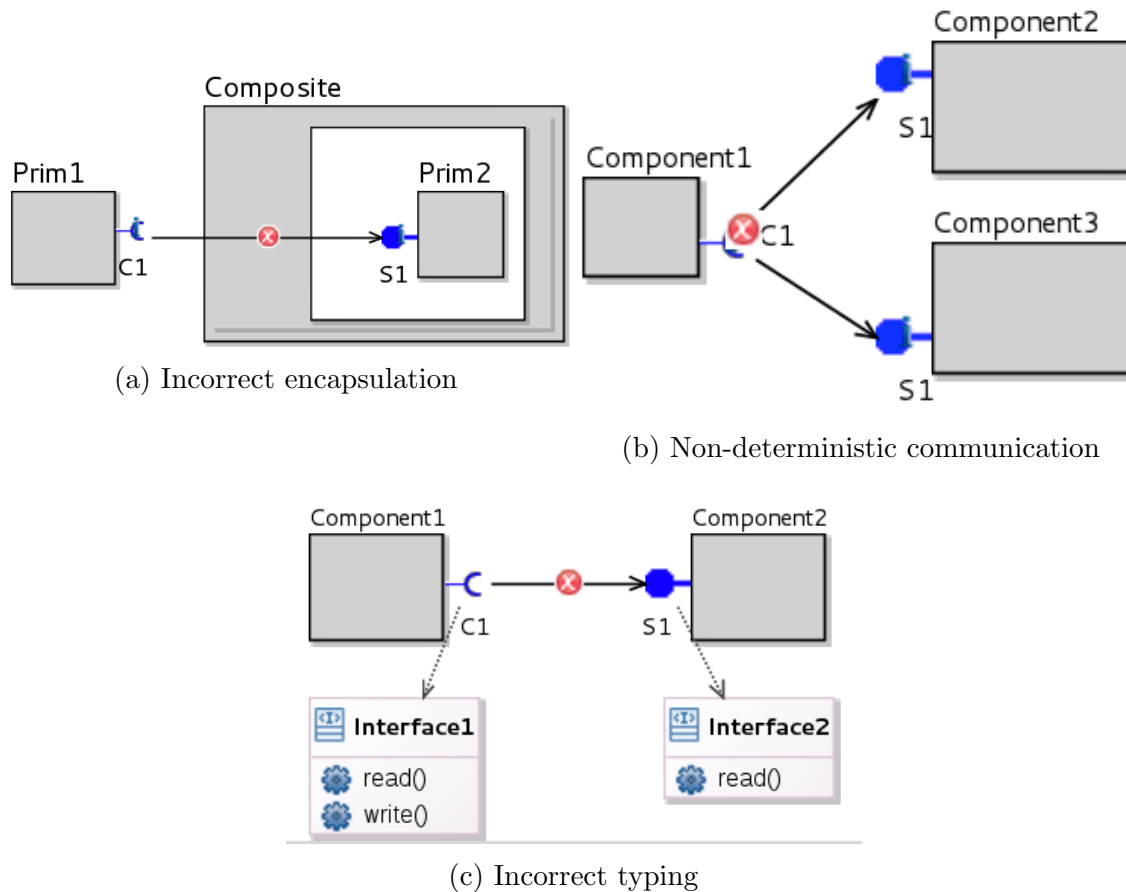 Composite
Prim1
Prim2
C1
S1
(a) Incorrect encapsulation
Component2
S1
Component1
C1
Component3
S1
(b) Non-deterministic communication
Component1
Component2
C1
S1
Interface1
read()
write()
Interface2
read()
(c) Incorrect typing